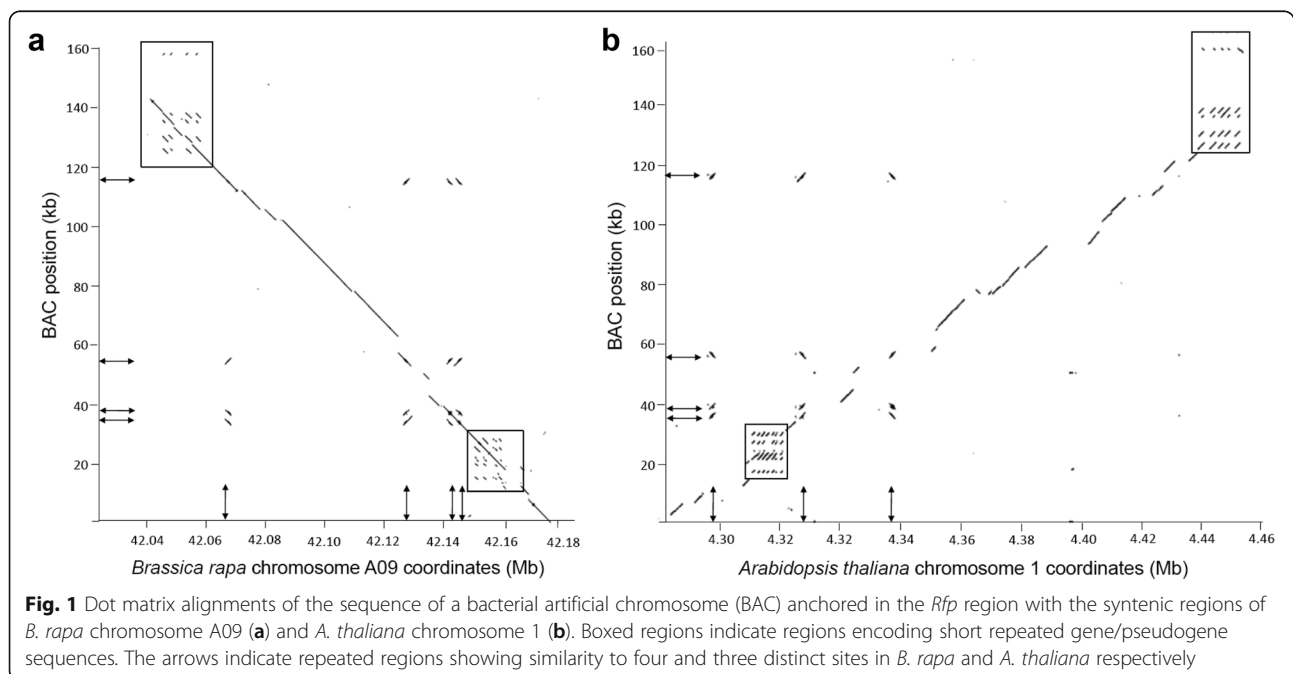 a
160
140
120
100
80
60
40
20
BAC position (kb)
42.04 42.06 42.08 42.10 42.12 42.14 42.16 42.18
Brassica rapa chromosome A09 coordinates (Mb)
b
160
140
120
100
80
60
40
20
BAC position (kb)
4.30 4.32 4.32 4.34 4.36 4.38 4.40 4.42 4.44 4.46
Arabidopsis thaliana chromosome 1 coordinates (Mb)
Fig. 1 Dot matrix alignments of the sequence of a bacterial artificial chromosome (BAC) anchored in the Rfp region with the syntenic regions of
B. rapa chromosome A09 (a) and A. thaliana chromosome 1 (b). Boxed regions indicate regions encoding short repeated gene/pseudogene
sequences. The arrows indicate repeated regions showing similarity to four and three distinct sites in B. rapa and A. thaliana respectively